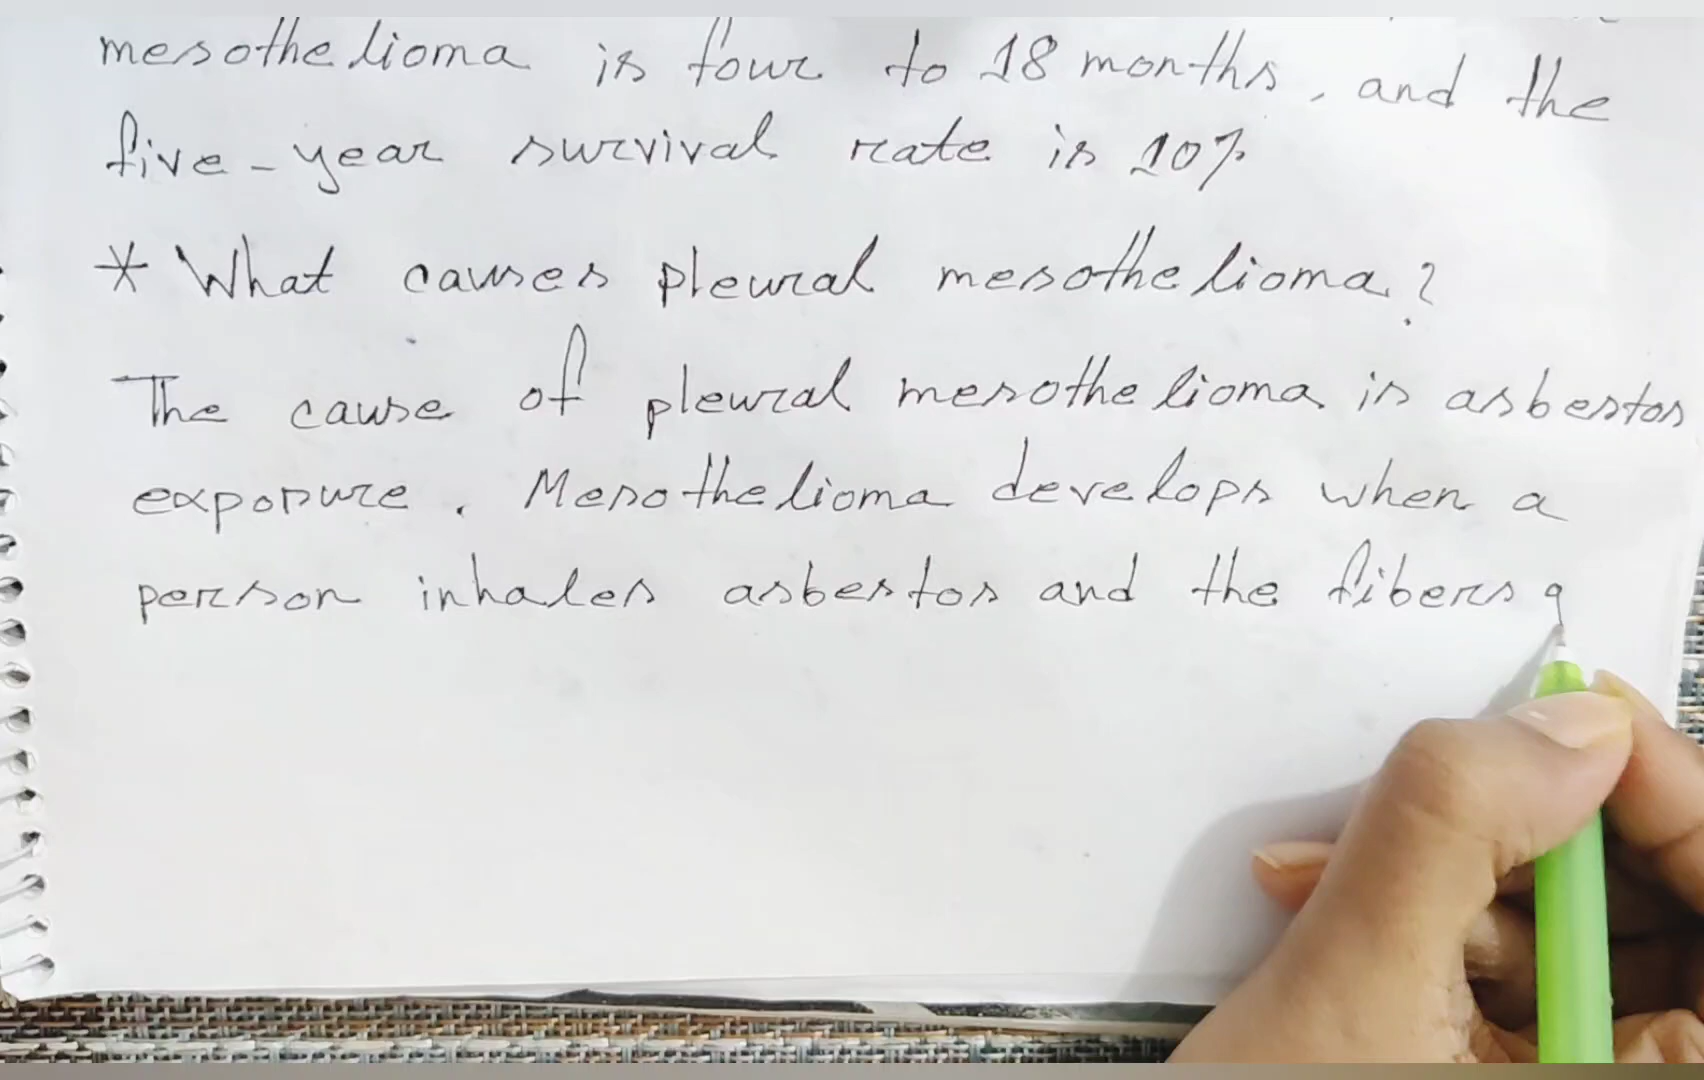 mesothelioma is four to 18 months, and the
five-year survival rate is 10%
* What causes pleural mesothelioma?
The cause of pleural mesothelioma is asbestos
exposure. Mesothelioma develops when a
person inhales asbestos and the fibers g